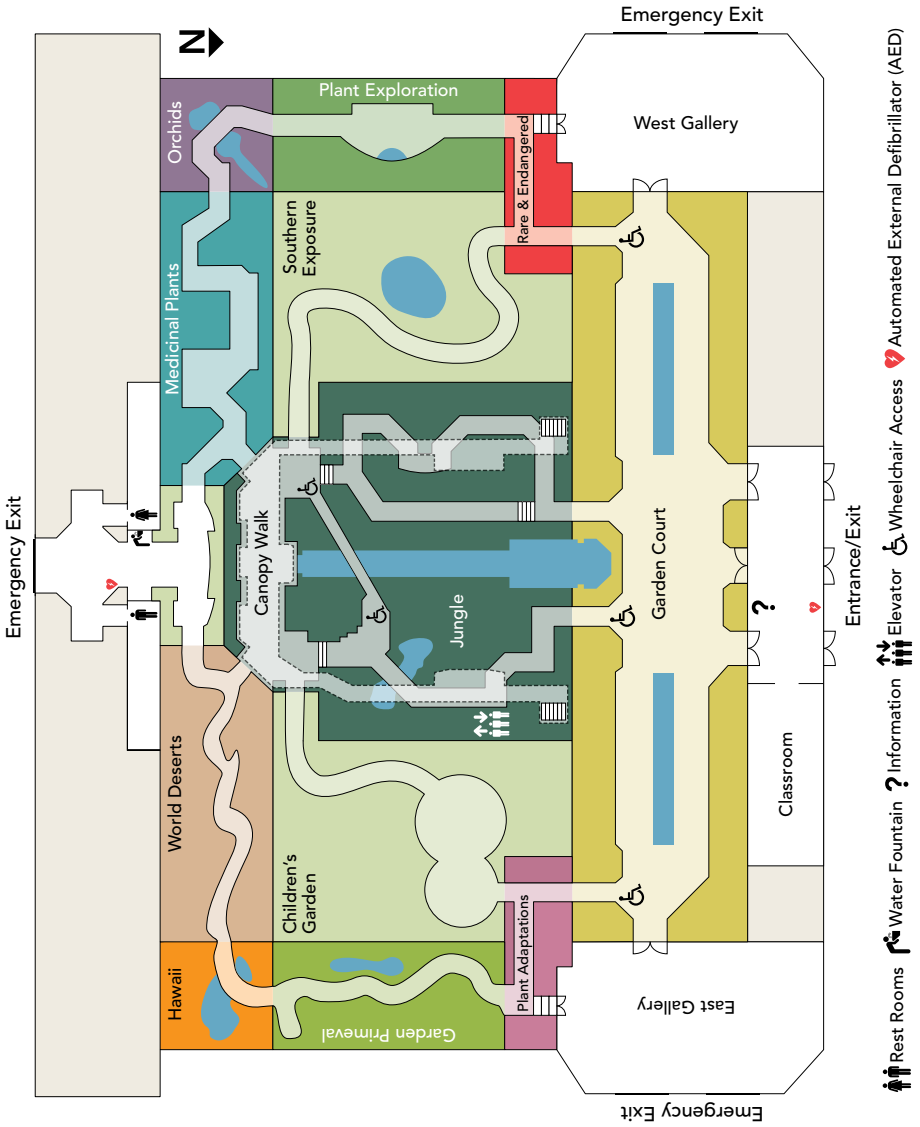 Emergency Exit
N
Orchids
Plant Exploration
West Gallery
Medicinal Plants
Southern
Exposure
Rare & Endangered
Emergency Exit
Canopy Walk
Jungle
Garden Court
?
Entrance/Exit
World Deserts
Children's
Garden
Classroom
Hawaii
Garden Primeval
Plant Adaptations
East Gallery
Emergency Exit
Rest Rooms
Water Fountain
? Information
Elevator
Wheelchair Access
Automated External Defibrillator (AED)